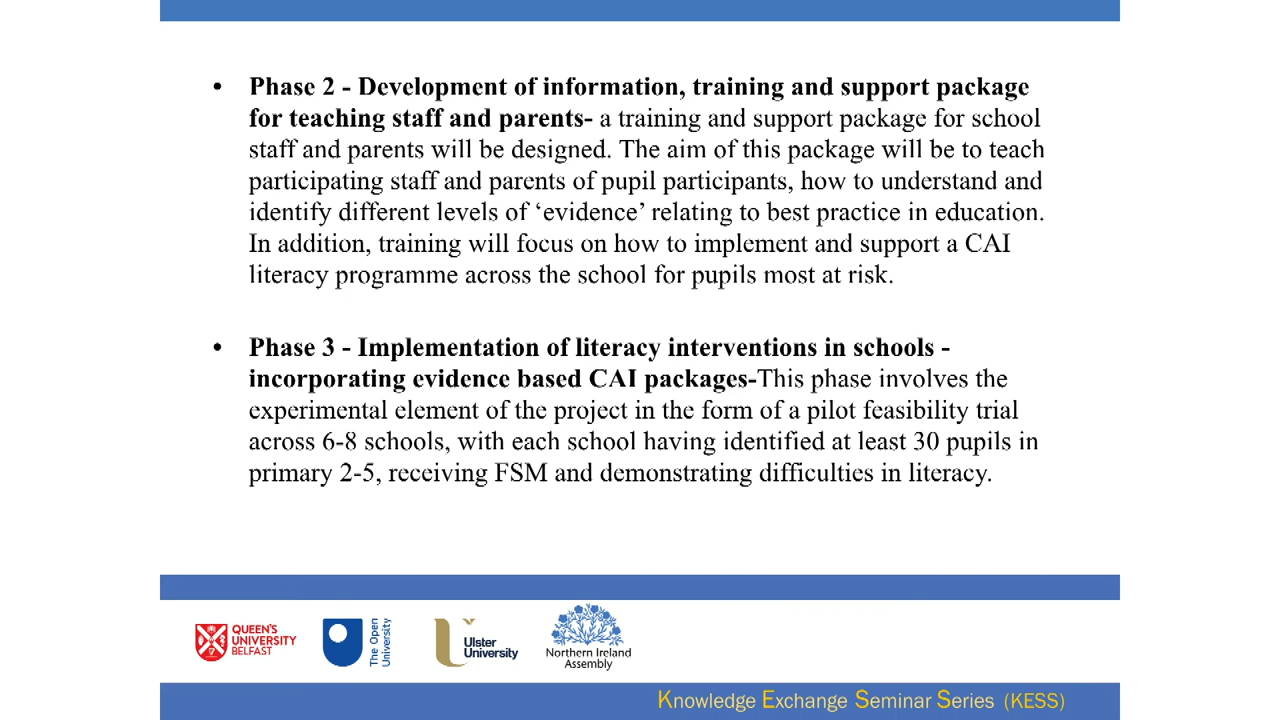 • Phase 2 - Development of information, training and support package
for teaching staff and parents- a training and support package for school
staff and parents will be designed. The aim of this package will be to teach
participating staff and parents of pupil participants, how to understand and
identify different levels of ‘evidence’ relating to best practice in education.
In addition, training will focus on how to implement and support a CAI
literacy programme across the school for pupils most at risk.
• Phase 3 - Implementation of literacy interventions in schools -
incorporating evidence based CAI packages-This phase involves the
experimental element of the project in the form of a pilot feasibility trial
across 6-8 schools, with each school having identified at least 30 pupils in
primary 2-5, receiving FSM and demonstrating difficulties in literacy.
QUEEN'S
UNIVERSITY
BELFAST
The Open
University
Ulster
University
Northern Ireland
Assembly
Knowledge Exchange Seminar Series (KESS)